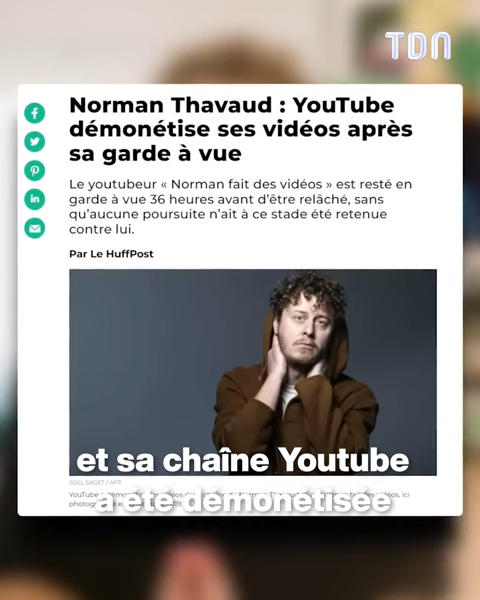 TDN
Norman Thavaud : YouTube
démonétise ses vidéos après
sa garde à vue
Le youtubeur « Norman fait des vidéos » est resté en
garde à vue 36 heures avant d'être relâché, sans
qu'aucune poursuite n'ait à ce stade été retenue
contre lui.
Par Le HuffPost
et sa chaîne Youtube
JOEL SAGET / AFP
a été démonétisée